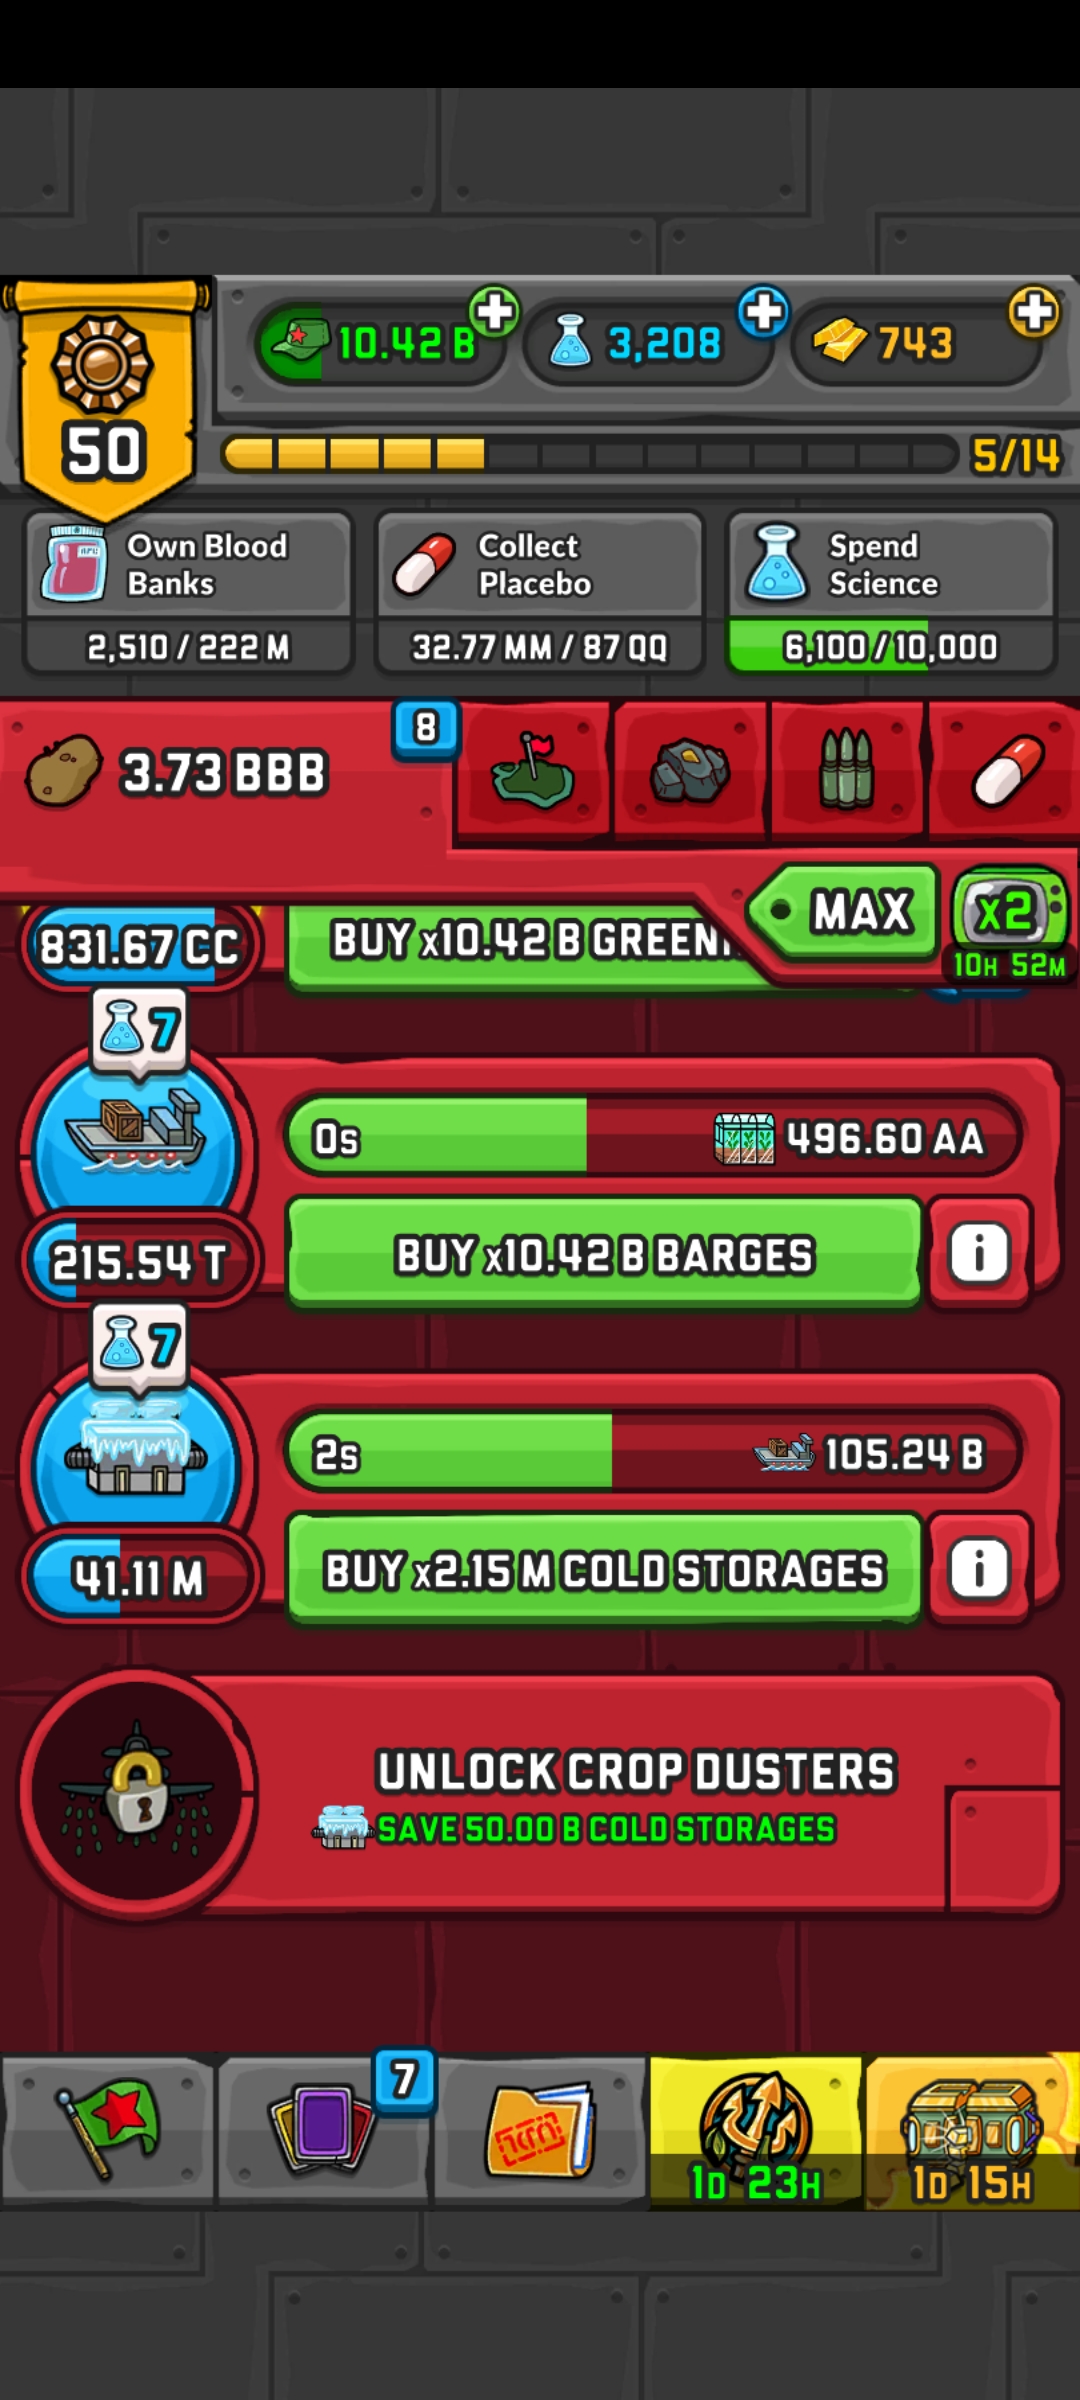 10.42 B
3,208
743
50
5/14
Own Blood Banks
2,510 / 222 M
Collect Placebo
32.77 MM / 87 QQ
Spend Science
6,100 / 10,000
3.73 BBB
8
MAX
x2
10H 52M
831.67 CC
BUY x10.42 B
7
0s
496.60 AA
215.54 T
BUY x10.42 B BARGES
i
7
2s
105.24 B
41.11 M
BUY x2.15 M COLD STORAGES
i
UNLOCK CROP DUSTERS
SAVE 50.00 B COLD STORAGES
7
1D 23H
1D 15H